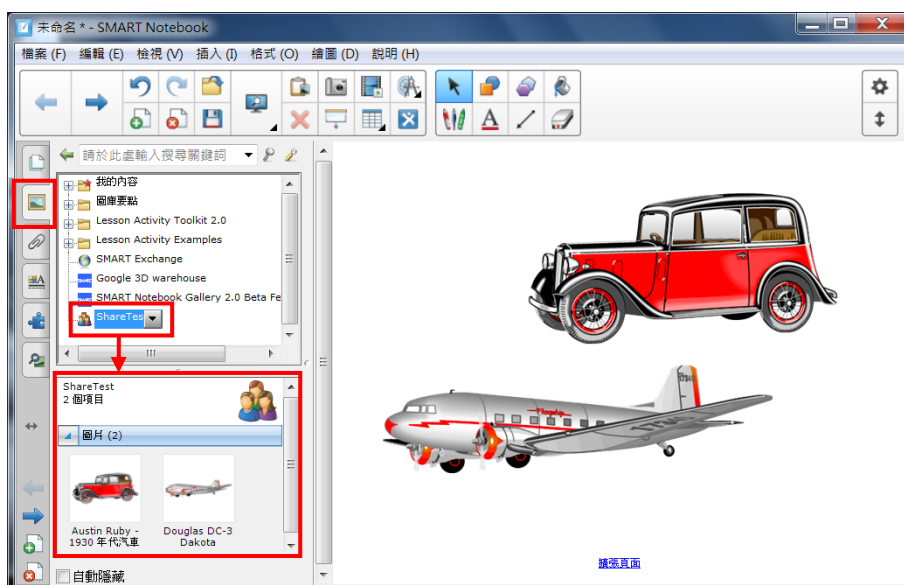 未命名 * - SMART Notebook
檔案 (F) 編輯 (E) 檢視 (V) 插入 (I) 格式 (O) 繪圖 (D) 說明 (H)
請於此處輸入搜尋關鍵詞
我的內容
圖庫要點
Lesson Activity Toolkit 2.0
Lesson Activity Examples
SMART Exchange
Google 3D warehouse
SMART Notebook Gallery 2.0 Beta Fe
ShareTes
ShareTest
2 個項目
圖片 (2)
Austin Ruby -
1930 年代汽車
Douglas DC-3
Dakota
自動隱藏
Flagship
擴張頁面